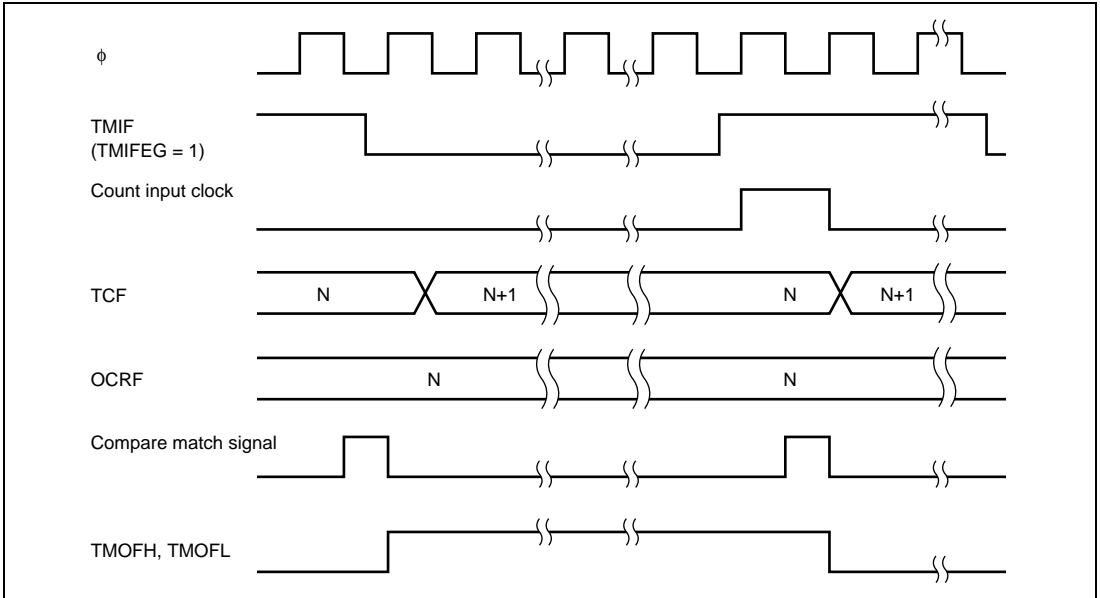 ϕ
TMIF
(TMIFEG = 1)
Count input clock
TCF N N+1 N N+1
OCRF N N
Compare match signal
TMOFH, TMOFL